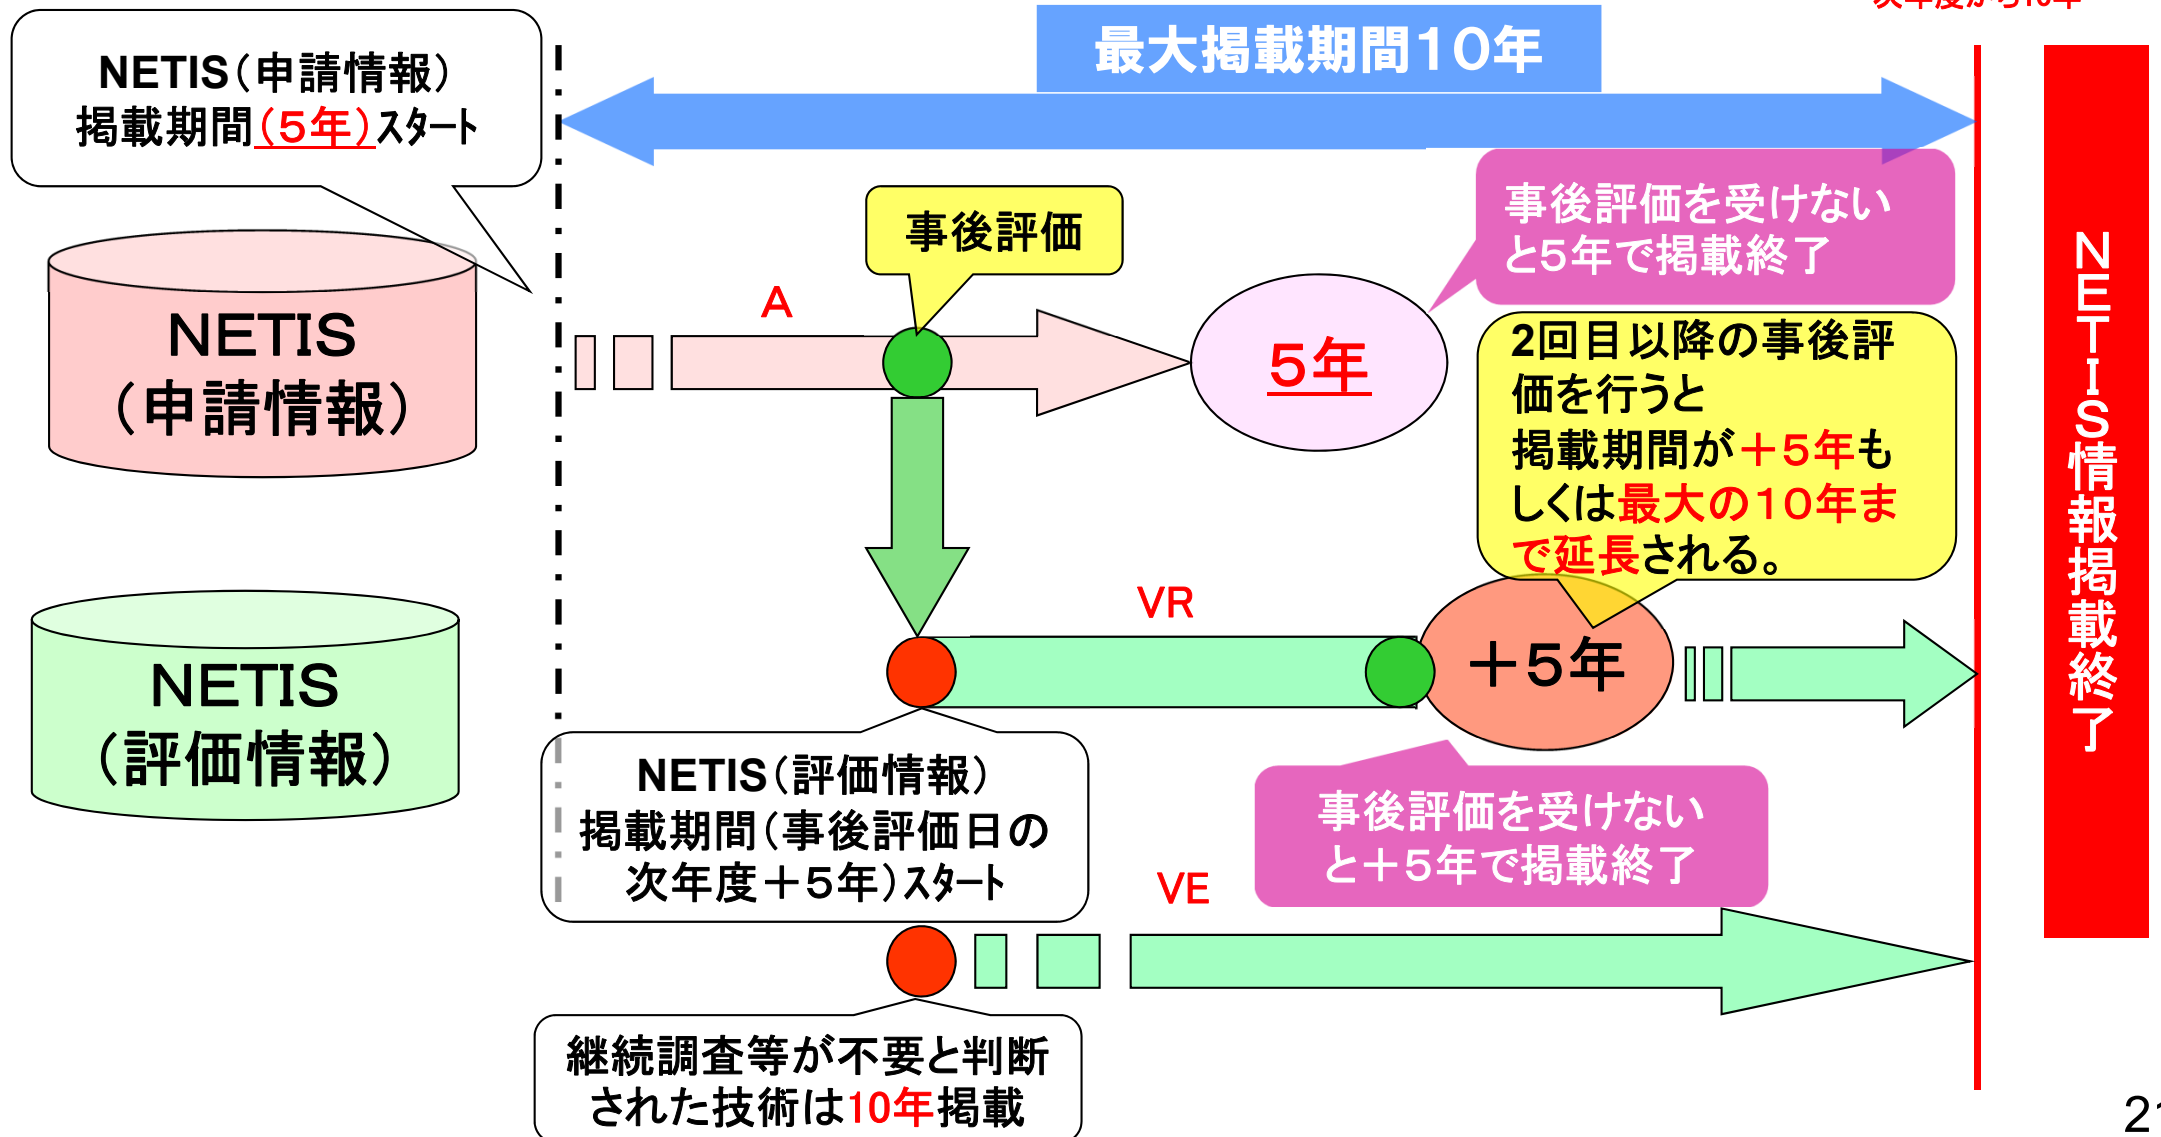 次年度から10年
最大掲載期間１０年
NETIS（申請情報）
掲載期間（５年）スタート
事後評価
事後評価を受けない
と５年で掲載終了
A
NETIS
（申請情報）
５年
2回目以降の事後評
価を行うと
掲載期間が＋５年も
しくは最大の１０年ま
で延長される。
NETIS情報掲載終了
VR
＋５年
NETIS
（評価情報）
NETIS（評価情報）
掲載期間（事後評価日の
次年度＋５年）スタート
事後評価を受けない
と＋５年で掲載終了
VE
継続調査等が不要と判断
された技術は10年掲載
21